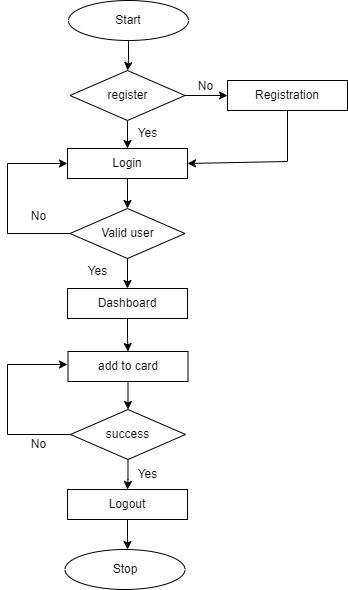 Start
register
No
Registration
Yes
Login
No
Valid user
Yes
Dashboard
add to card
success
No
Yes
Logout
Stop